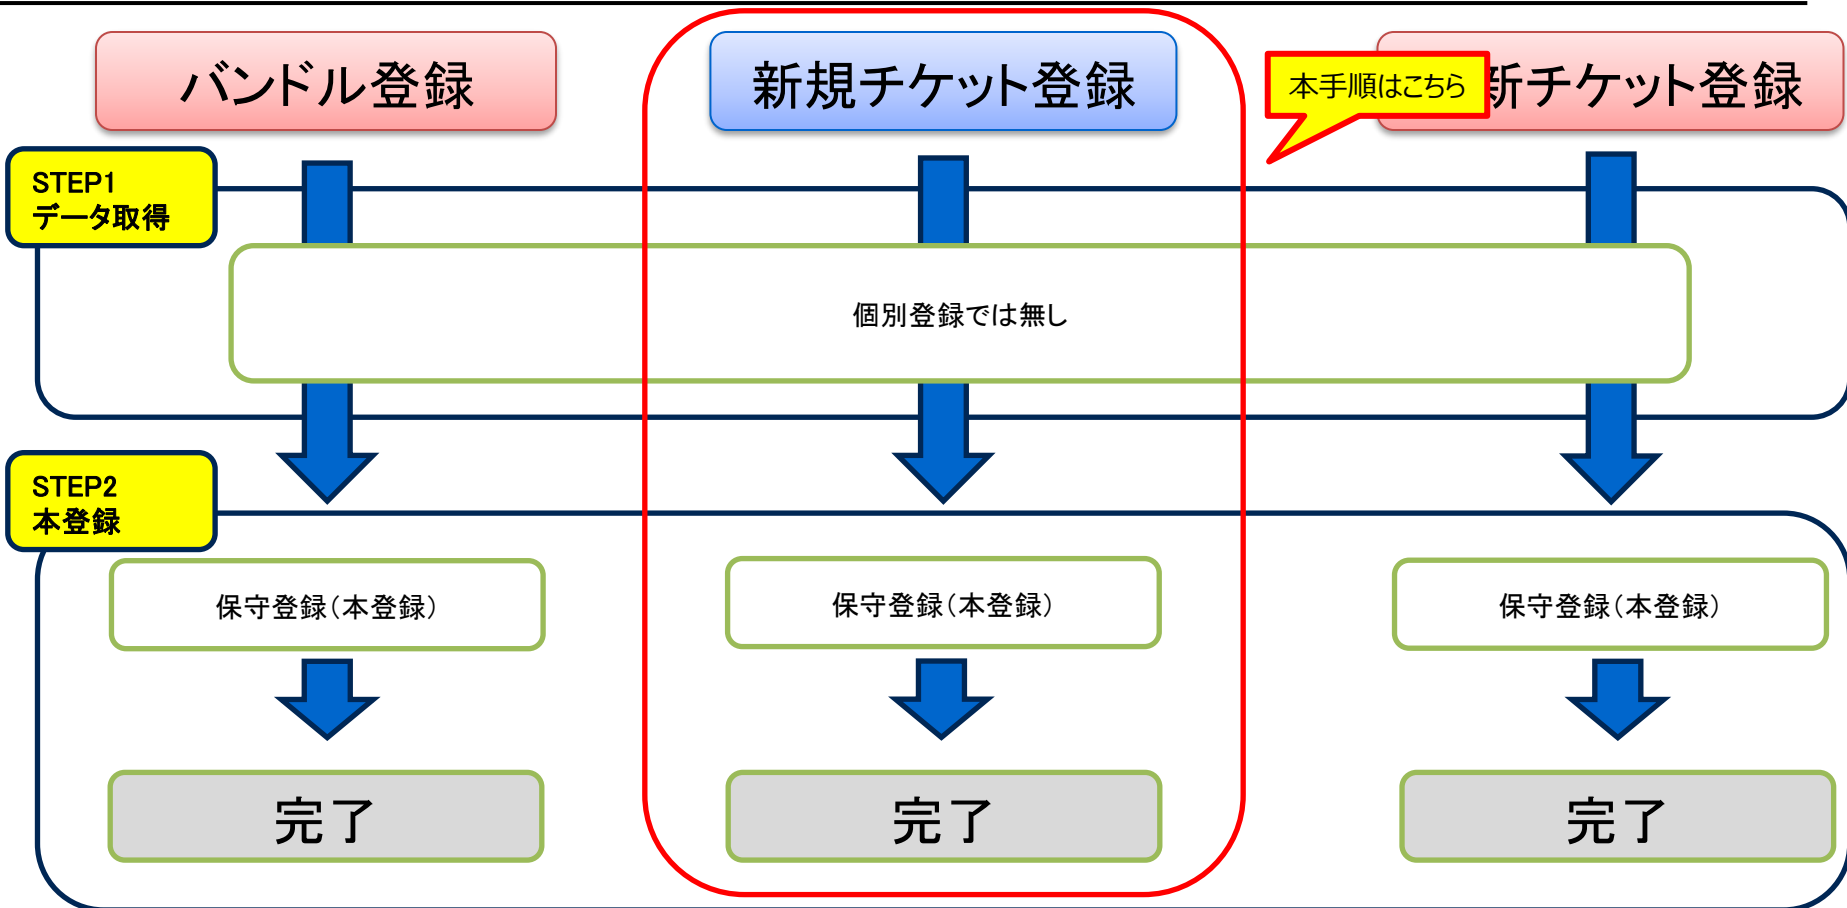 バンドル登録
新規チケット登録
本手順はこちら
新チケット登録
STEP1
データ取得
個別登録では無し
STEP2
本登録
保守登録（本登録）
保守登録（本登録）
保守登録（本登録）
完了
完了
完了